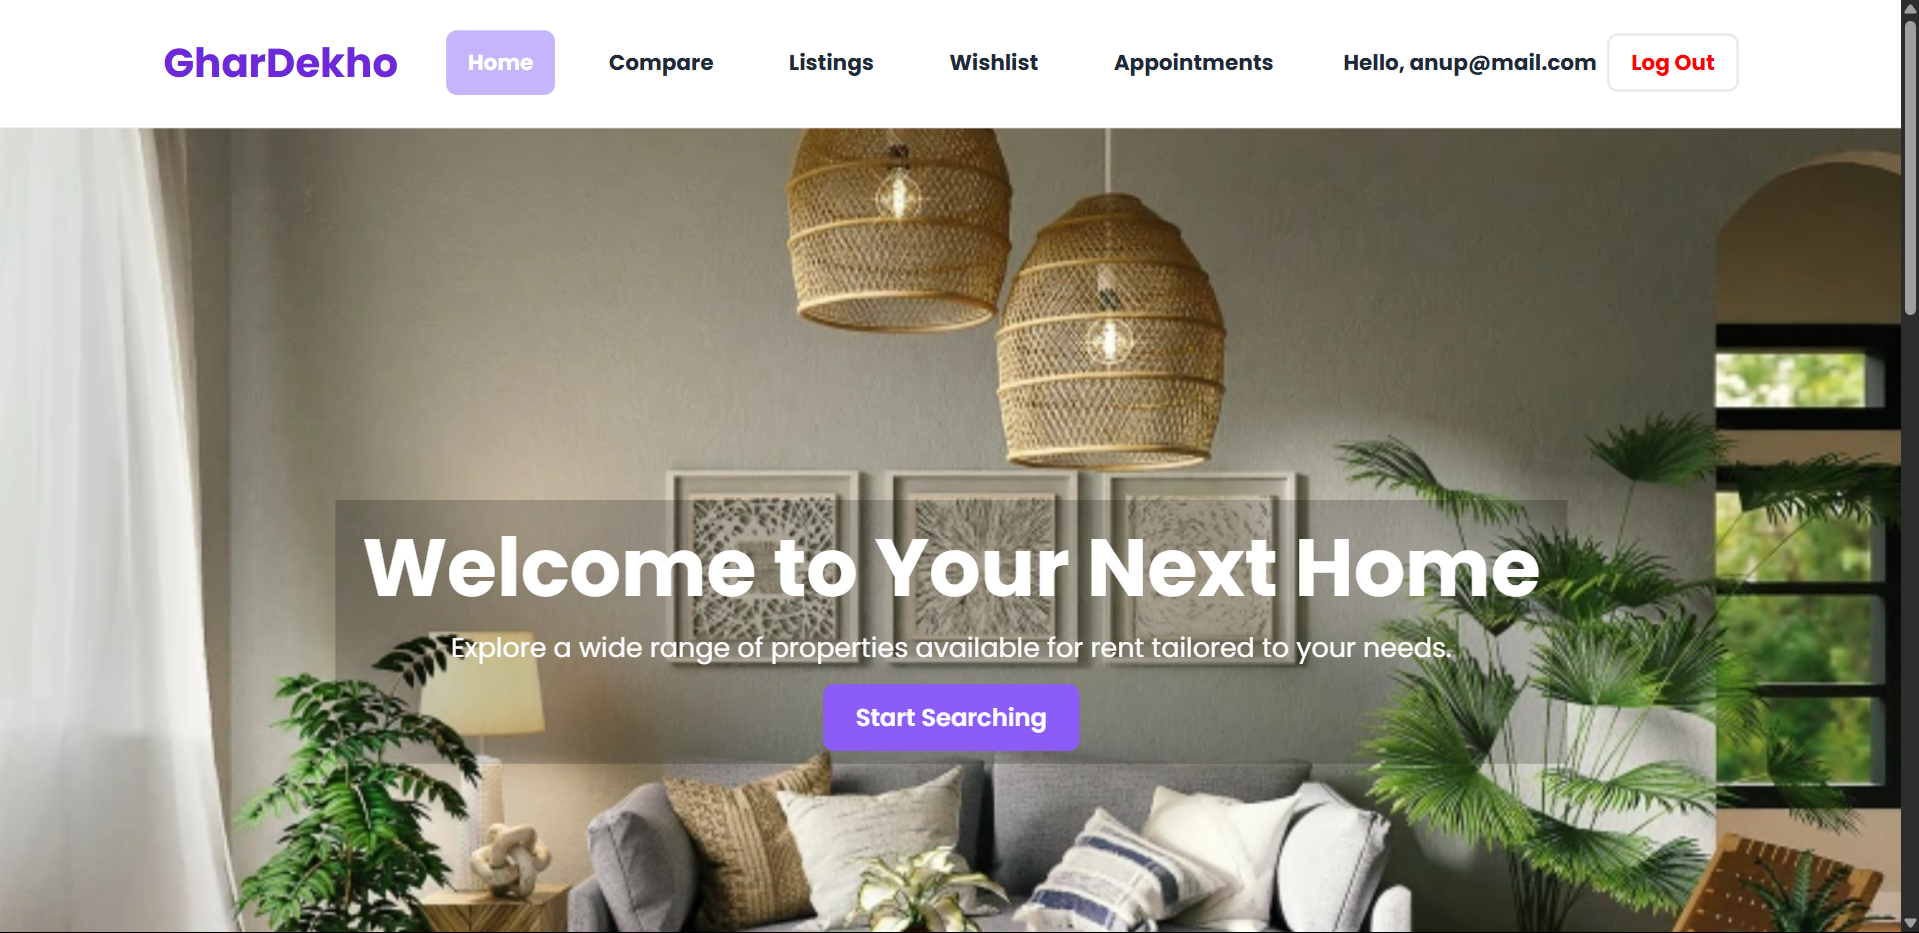 GharDekho
Home
Compare
Listings
Wishlist
Appointments
Hello, anup@mail.com
Log Out
Welcome to Your Next Home
Explore a wide range of properties available for rent tailored to your needs.
Start Searching